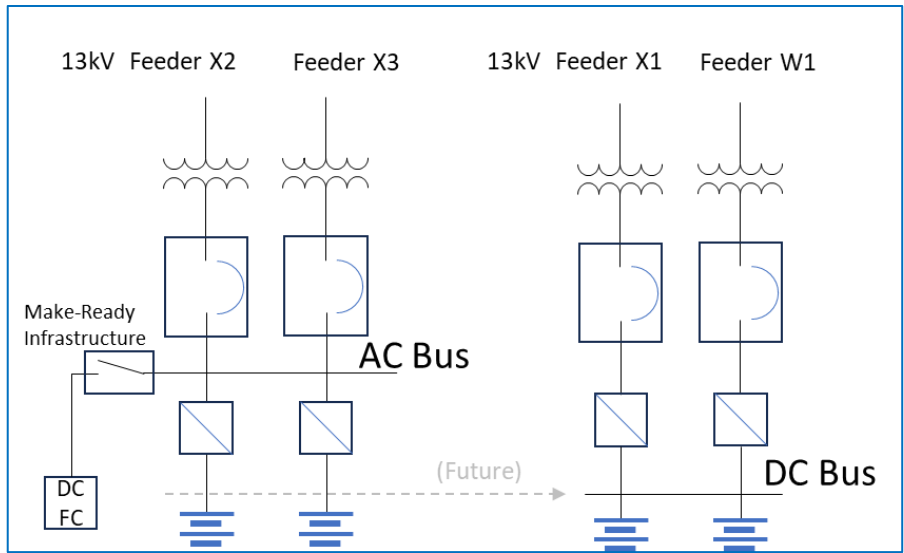 13kV Feeder X2
Feeder X3
13kV Feeder X1
Feeder W1
Make-Ready
Infrastructure
AC Bus
(Future)
DC Bus
DC
FC